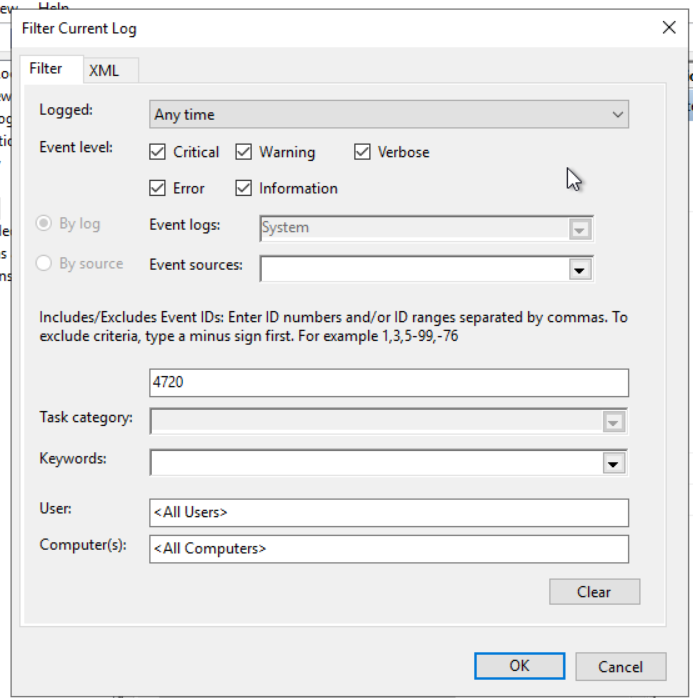 Help
Filter Current Log
Filter XML
Logged: Any time
Event level: Critical Warning Verbose
Error Information
By log Event logs: System
By source Event sources:
Includes/Excludes Event IDs: Enter ID numbers and/or ID ranges separated by commas. To
exclude criteria, type a minus sign first. For example 1,3,5-99,-76
4720
Task category:
Keywords:
User: <All Users>
Computer(s): <All Computers>
Clear
OK Cancel